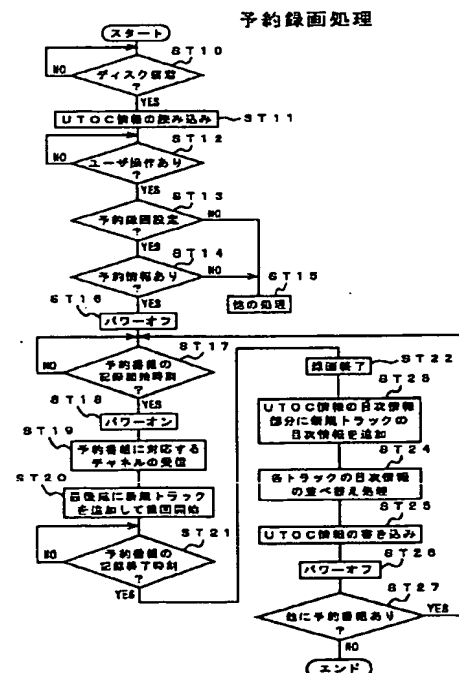 予約録画処理
スタート
ST10
ディスク装着
?
NO
YES
UTOC情報の読み込み
ST11
ST12
ユーザ操作あり
?
NO
YES
ST13
予約録画設定
?
NO
YES
ST14
予約情報あり
?
NO
YES
ST15
他の処理
ST16
パワーオフ
ST17
予約番組の
記録開始時刻
?
NO
YES
ST18
パワーオン
ST19
予約番組に対応する
チャネルの受信
ST20
最後尾に新規トラック
を追加して録画開始
ST21
予約番組の
記録終了時刻
?
NO
YES
録画終了
ST22
ST23
UTOC情報の目次情報
部分に新規トラックの
目次情報を追加
ST24
各トラックの目次情報
の並べ替え処理
ST25
UTOC情報の書き込み
ST26
パワーオフ
ST27
他に予約番組あり
?
YES
NO
エンド